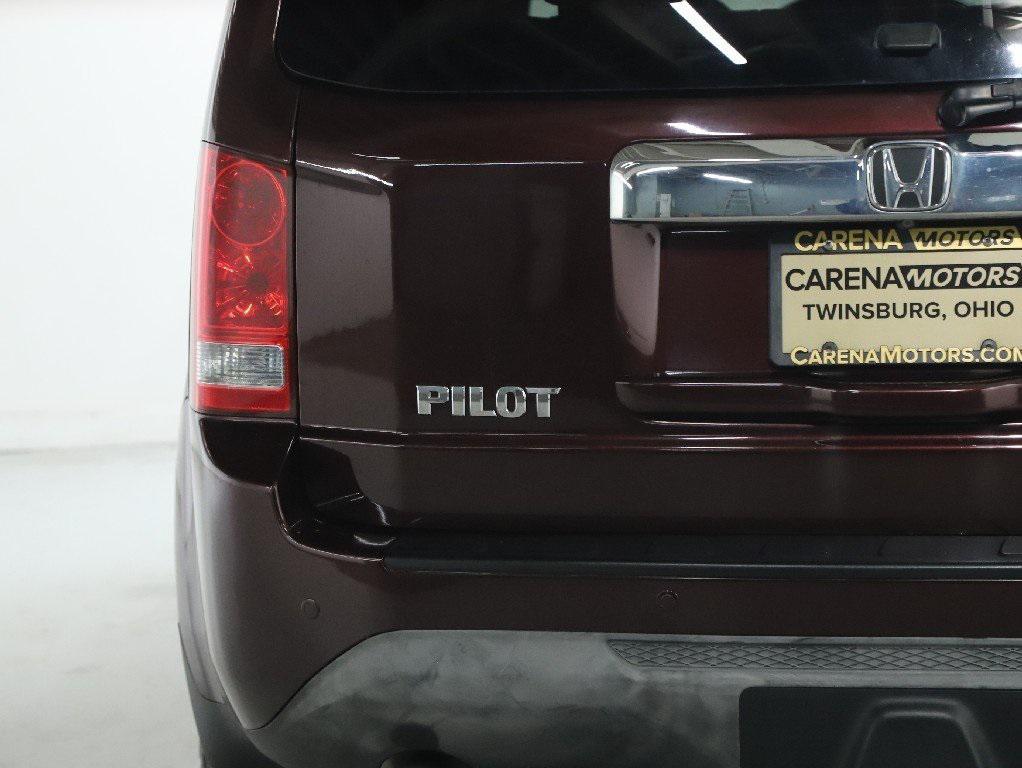 CARENA MOTORS
CARENA MOTORS
TWINSBURG, OHIO
CARENAMOTORS.COM
PILOT